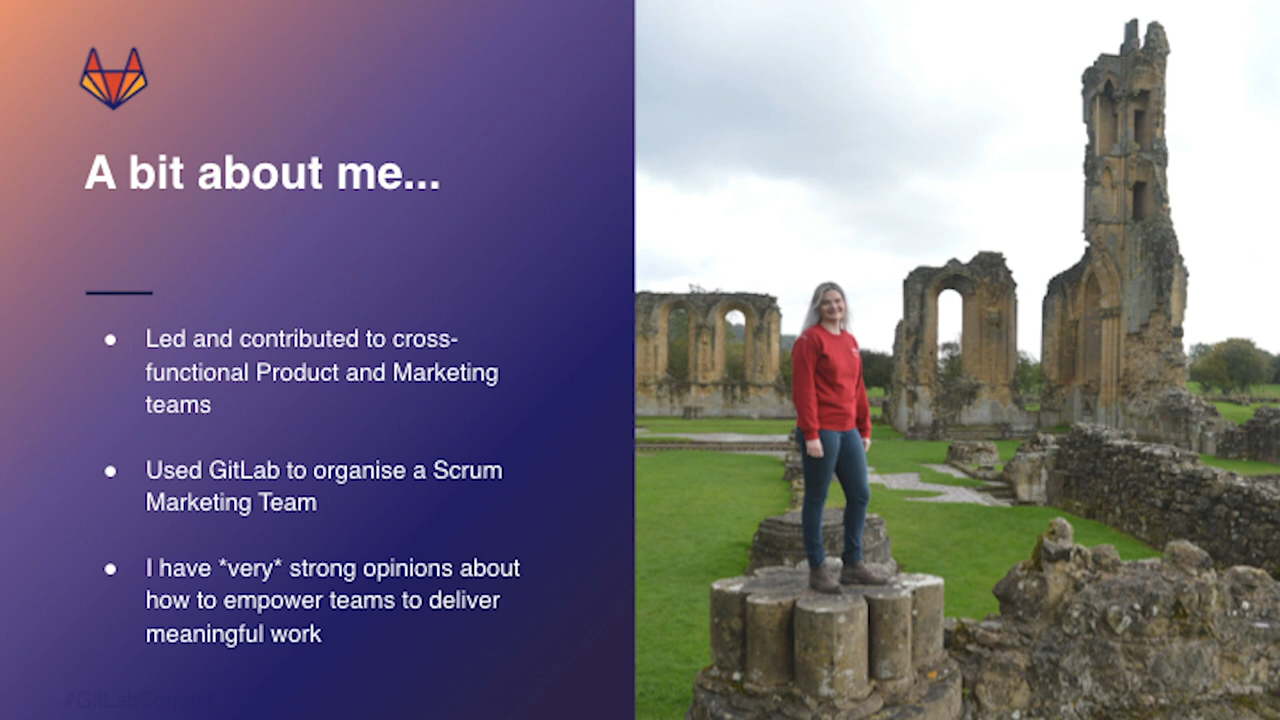 A bit about me...
Led and contributed to cross-
functional Product and Marketing
teams
Used GitLab to organise a Scrum
Marketing Team
I have *very* strong opinions about
how to empower teams to deliver
meaningful work